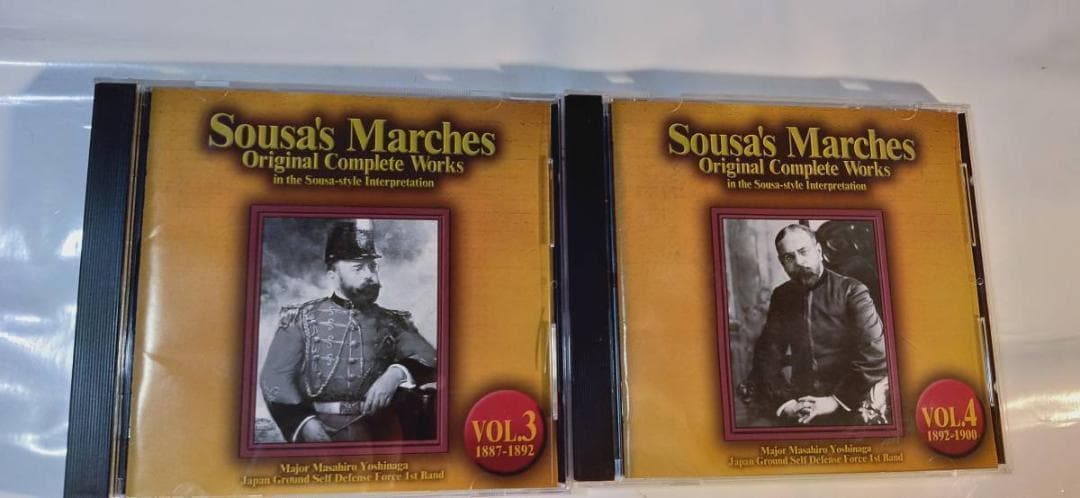 Sousa's Marches
Original Complete Works
in the Sousa-style Interpretation
VOL.3
1887-1892
Major Masahiro Yoshinaga
Japan Ground Self Defense Force 1st Band
Sousa's Marches
Original Complete Works
in the Sousa-style Interpretation
VOL.4
1892-1900
Major Masahiro Yoshinaga
Japan Ground Self Defense Force 1st Band